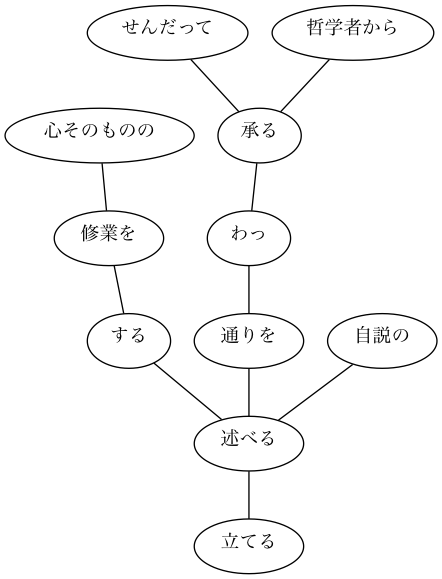 せんだって
哲学者から
心そのものの
承る
修業を
わっ
する
通りを
自説の
述べる
立てる